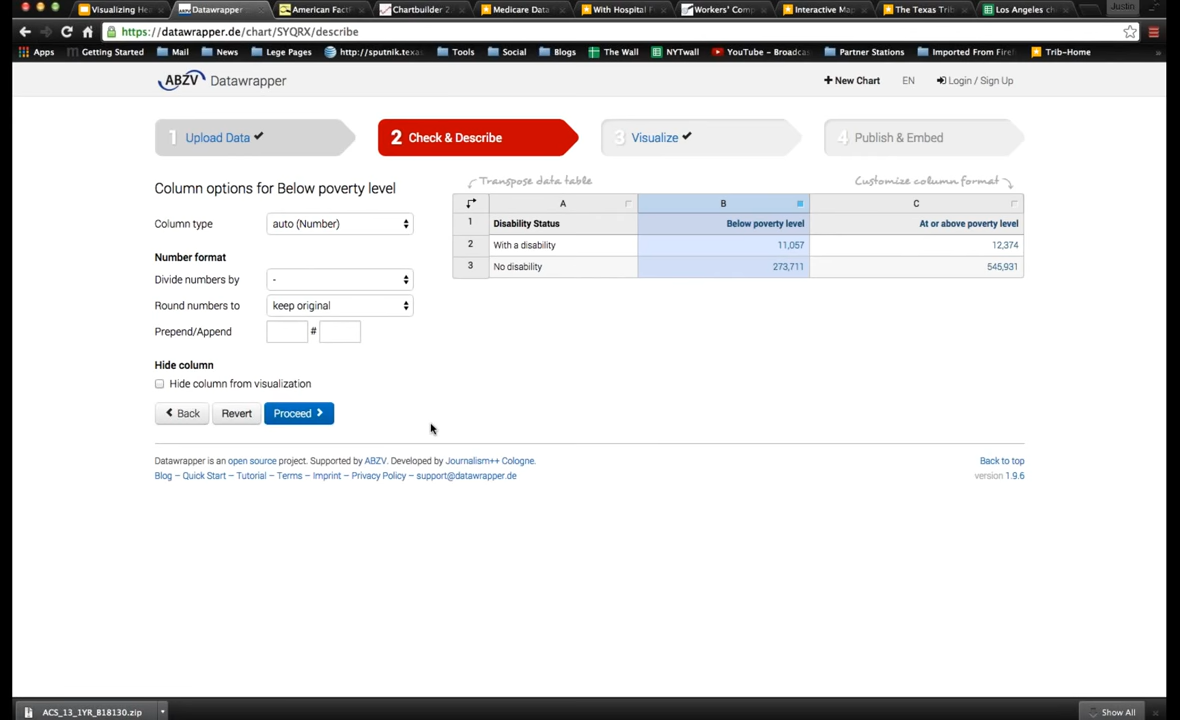 Visualizing He
Datawrapper
American Fact
Chartbuilder 2
Medicare Data
With Hospital F
Workers' Comp
Interactive Map
The Texas Trib
Los Angeles ch
Justin
https://datawrapper.de/chart/SYQRX/describe
Apps
Getting Started
Mail
News
Lege Pages
http://sputnik.texas
Tools
Social
Blogs
The Wall
NYTwall
YouTube – Broadcas
Partner Stations
Imported From Firef
Trib-Home
»
ABZV Datawrapper
+ New Chart
EN
Login / Sign Up
1 Upload Data ✔
2 Check & Describe
3 Visualize ✔
4 Publish & Embed
Column options for Below poverty level
Transpose data table
Customize column format
Column type auto (Number)
Number format
Divide numbers by -
Round numbers to keep original
Prepend/Append #
Hide column
Hide column from visualization
Back
Revert
Proceed
A B C
1 Disability Status Below poverty level At or above poverty level
2 With a disability 11,057 12,374
3 No disability 273,711 545,931
Datawrapper is an open source project. Supported by ABZV. Developed by Journalism++ Cologne.
Back to top
Blog – Quick Start – Tutorial – Terms – Imprint – Privacy Policy – support@datawrapper.de
version 1.9.6
ACS_13_1YR_B18130.zip
Show All